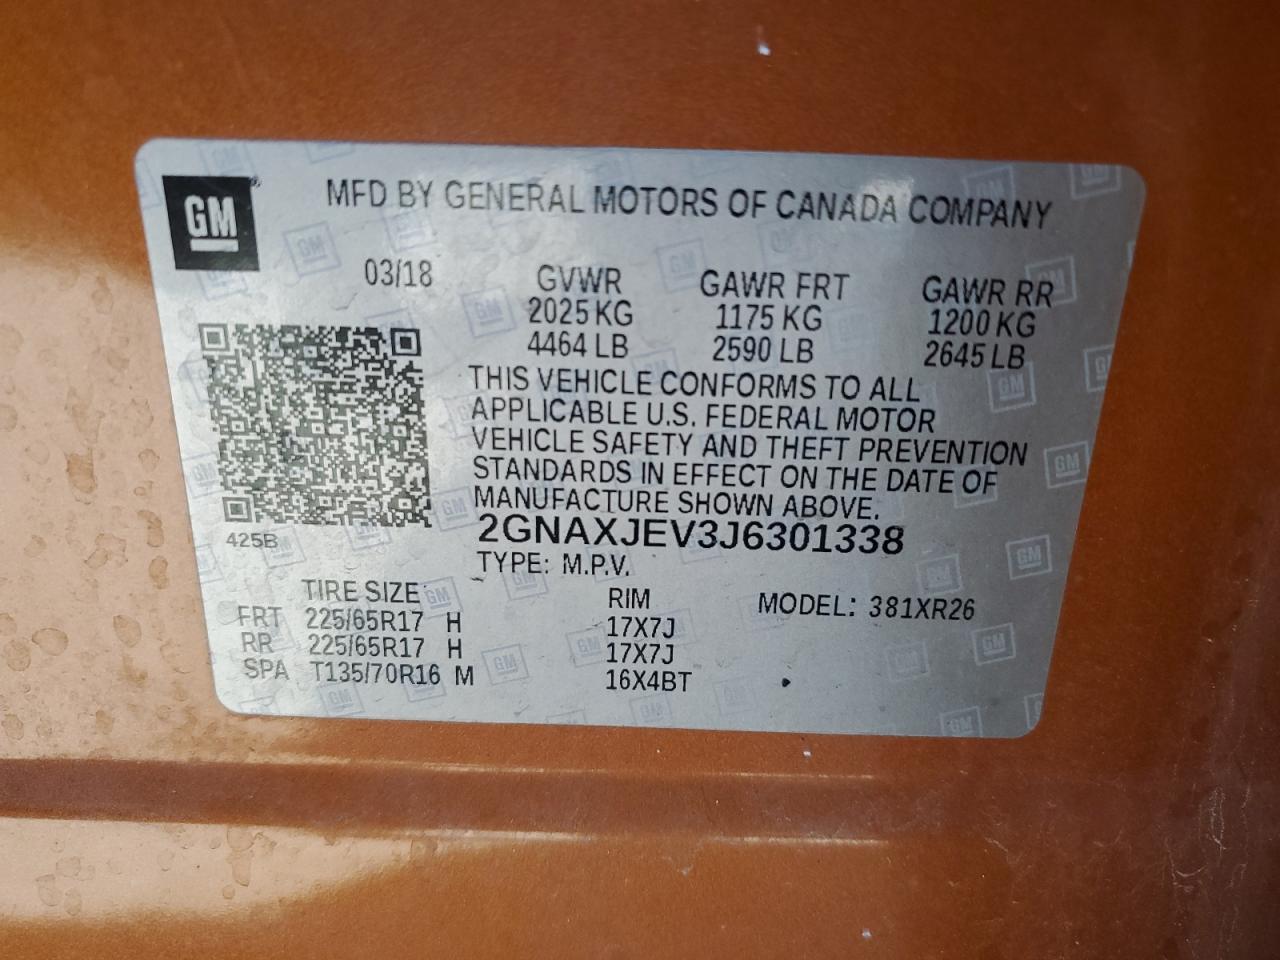 GM
MFD BY GENERAL MOTORS OF CANADA COMPANY
03/18 GVWR GAWR FRT GAWR RR
2025 KG 1175 KG 1200 KG
4464 LB 2590 LB 2645 LB
THIS VEHICLE CONFORMS TO ALL
APPLICABLE U.S. FEDERAL MOTOR
VEHICLE SAFETY AND THEFT PREVENTION
STANDARDS IN EFFECT ON THE DATE OF
MANUFACTURE SHOWN ABOVE.
425B
2GNAXJEV3J6301338
TYPE: M.P.V.
TIRE SIZE RIM MODEL: 381XR26
FRT 225/65R17 H 17X7J
RR 225/65R17 H 17X7J
SPA T135/70R16 M 16X4BT